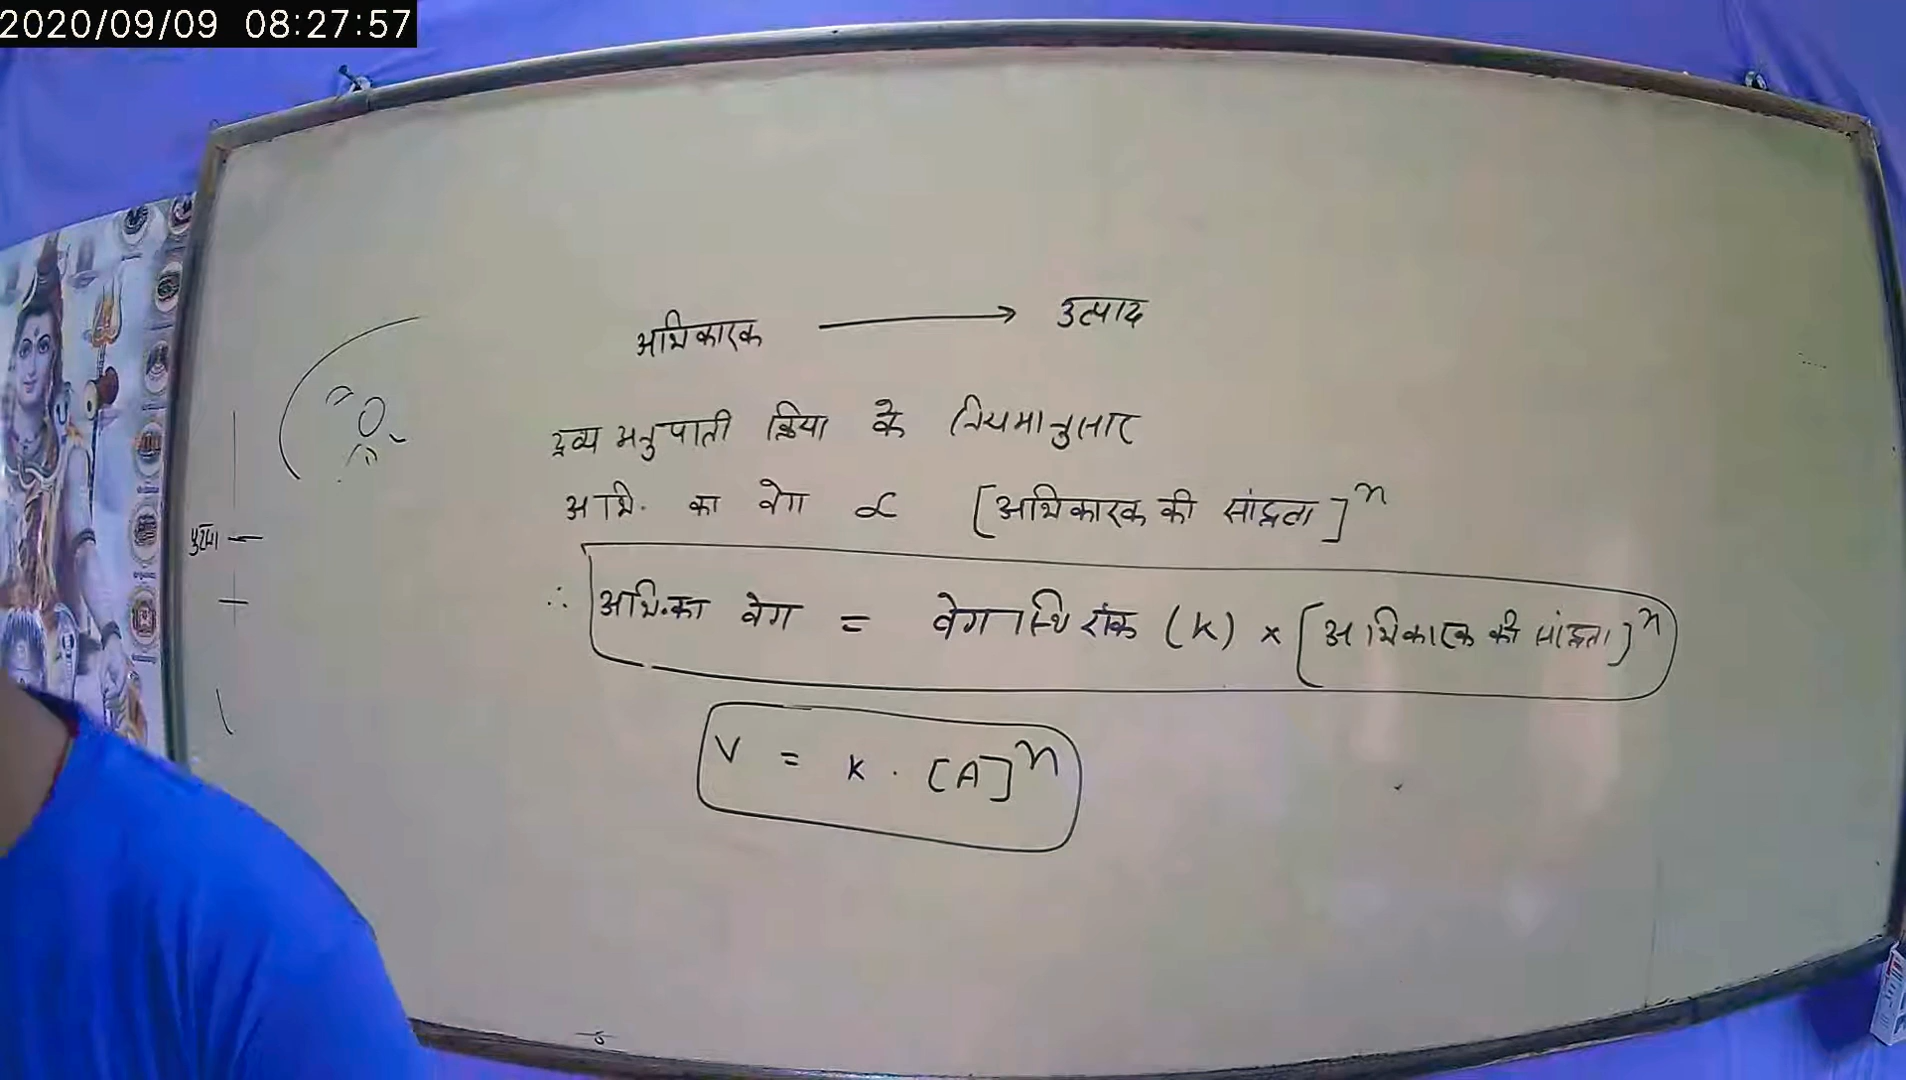 2020/09/09 08:27:57
अभिकारक ⟶ उत्पाद
द्रव्य अनुपाती क्रिया के नियमानुसार
अभि. का वेग ∝ [अभिकारक की सांद्रता]ⁿ
∴ अभि.का वेग = वेग स्थिरांक (K) × [अभिकारक की सांद्रता]ⁿ
V = K . [A]ⁿ